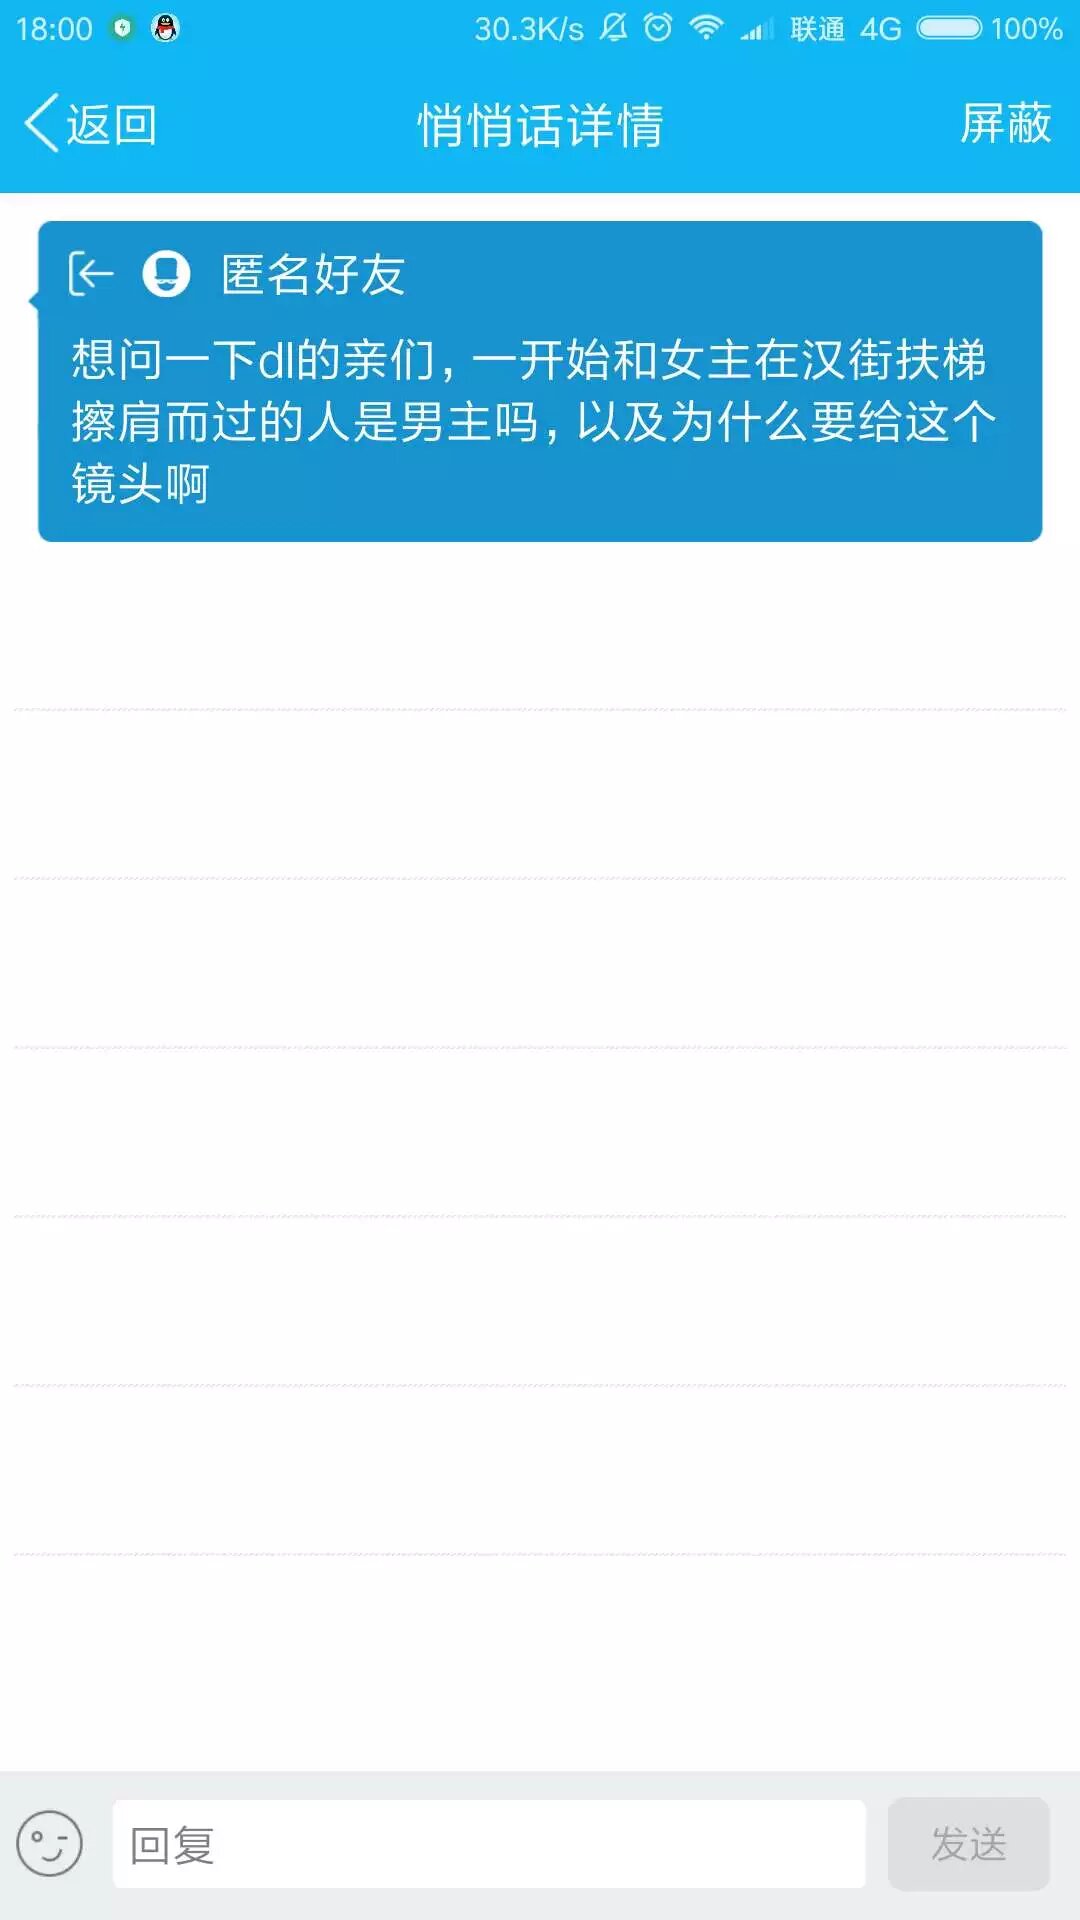 18:00 30.3K/s 联通 4G 100%
返回 悄悄话详情 屏蔽
匿名好友
想问一下dl的亲们，一开始和女主在汉街扶梯
擦肩而过的人是男主吗，以及为什么要给这个
镜头啊
回复 发送